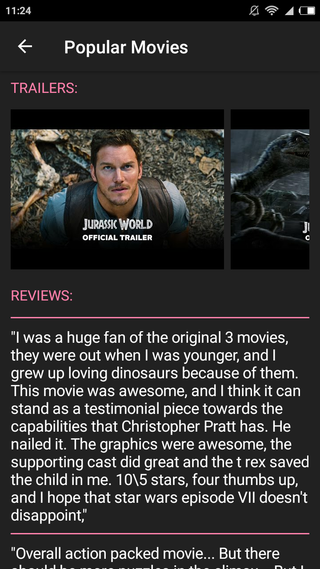 11:24
Popular Movies
TRAILERS:
JURASSIC WORLD
OFFICIAL TRAILER
REVIEWS:
"I was a huge fan of the original 3 movies,
they were out when I was younger, and I
grew up loving dinosaurs because of them.
This movie was awesome, and I think it can
stand as a testimonial piece towards the
capabilities that Christopher Pratt has. He
nailed it. The graphics were awesome, the
supporting cast did great and the t rex saved
the child in me. 10\5 stars, four thumbs up,
and I hope that star wars episode VII doesn't
disappoint,"
"Overall action packed movie... But there
should be more puzzles in the climax... But I